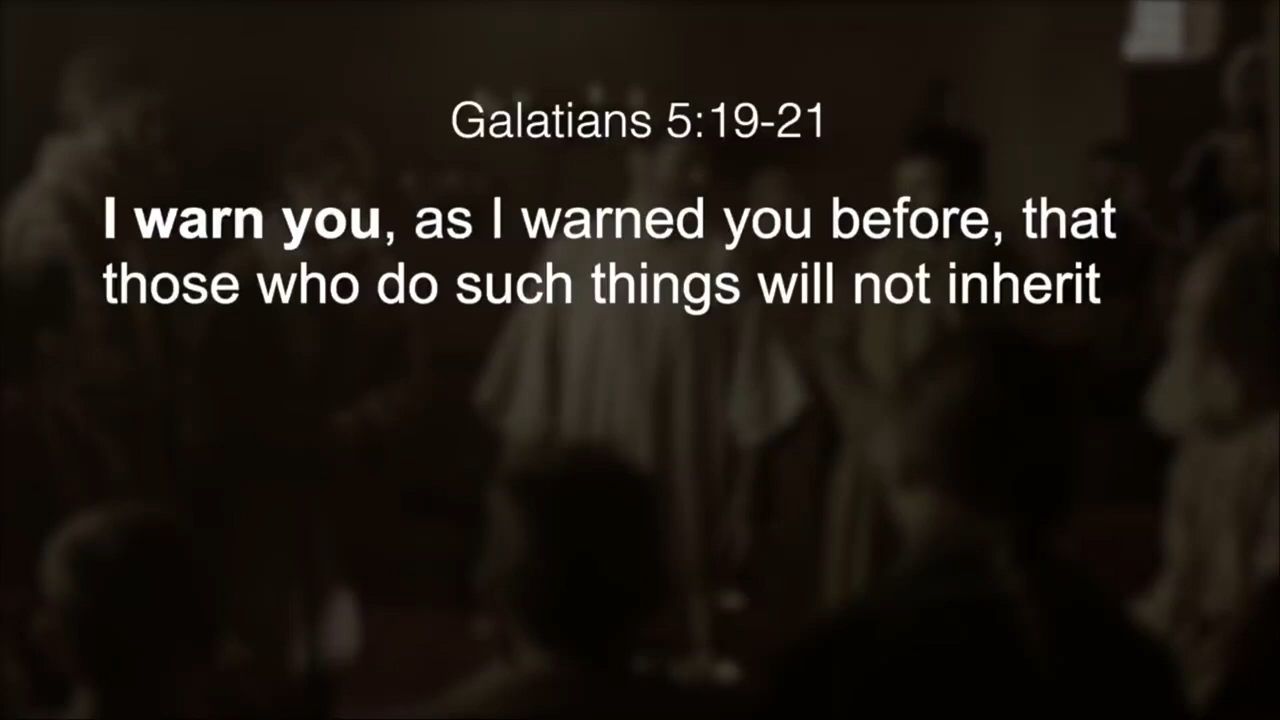 Galatians 5:19-21
I warn you, as I warned you before, that
those who do such things will not inherit